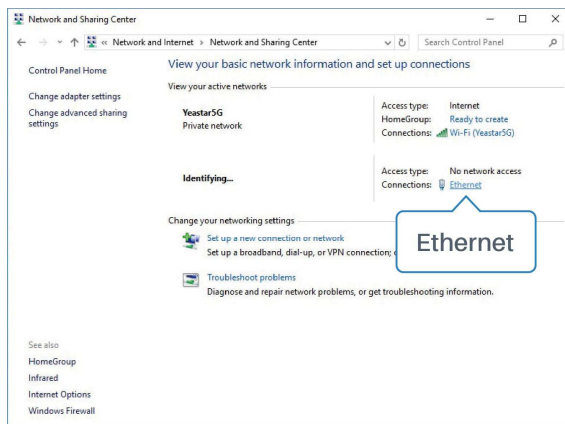 Network and Sharing Center
« Network and Internet > Network and Sharing Center
Search Control Panel
Control Panel Home
Change adapter settings
Change advanced sharing
settings
View your basic network information and set up connections
View your active networks
Yeastar5G
Private network
Access type: Internet
HomeGroup: Ready to create
Connections: Wi-Fi (Yeastar5G)
Identifying...
Access type: No network access
Connections: Ethernet
Ethernet
Change your networking settings
Set up a new connection or network
Set up a broadband, dial-up, or VPN connection;
Troubleshoot problems
Diagnose and repair network problems, or get troubleshooting information.
See also
HomeGroup
Infrared
Internet Options
Windows Firewall